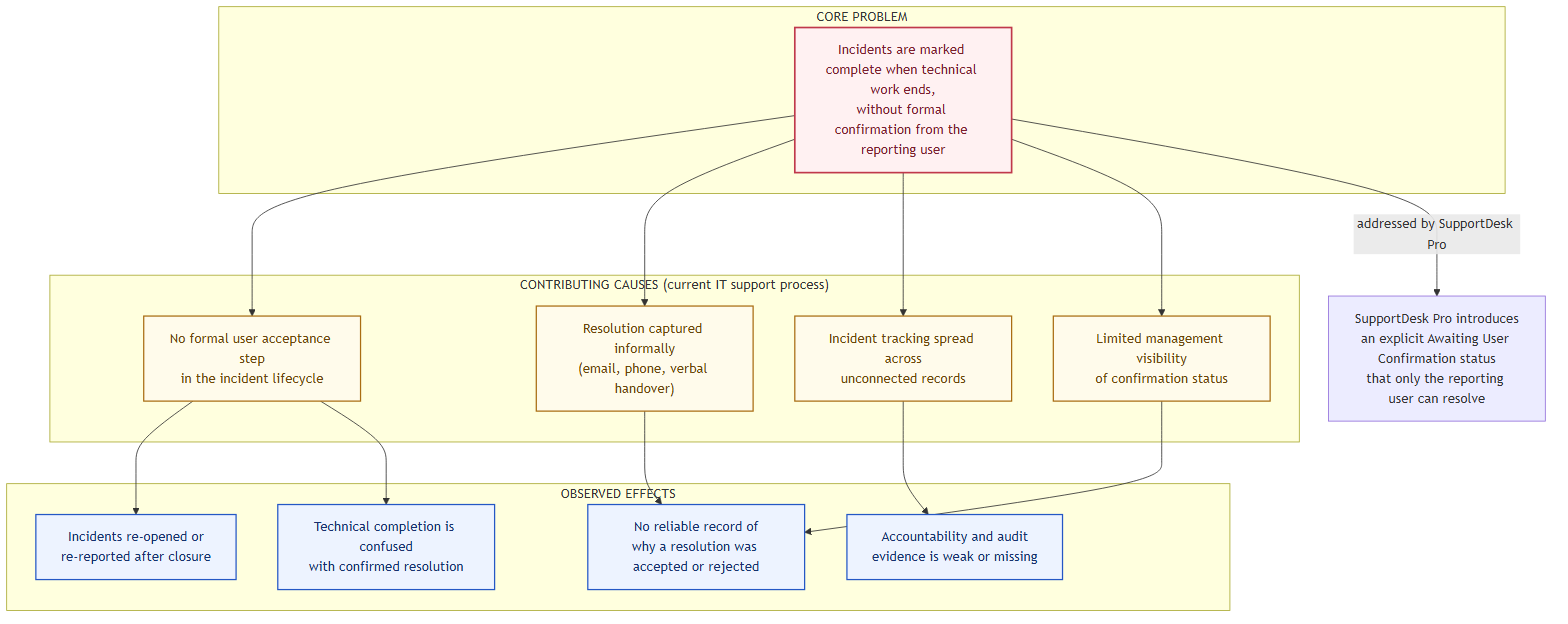 CORE PROBLEM
Incidents are marked
complete when technical
work ends,
without formal
confirmation from the
reporting user
addressed by SupportDesk
Pro
CONTRIBUTING CAUSES (current IT support process)
No formal user acceptance
step
in the incident lifecycle
Resolution captured
informally
(email, phone, verbal
handover)
Incident tracking spread
across
unconnected records
Limited management
visibility
of confirmation status
SupportDesk Pro introduces
an explicit Awaiting User
Confirmation status
that only the reporting
user can resolve
OBSERVED EFFECTS
Incidents re-opened or
re-reported after closure
Technical completion is
confused
with confirmed resolution
No reliable record of
why a resolution was
accepted or rejected
Accountability and audit
evidence is weak or missing